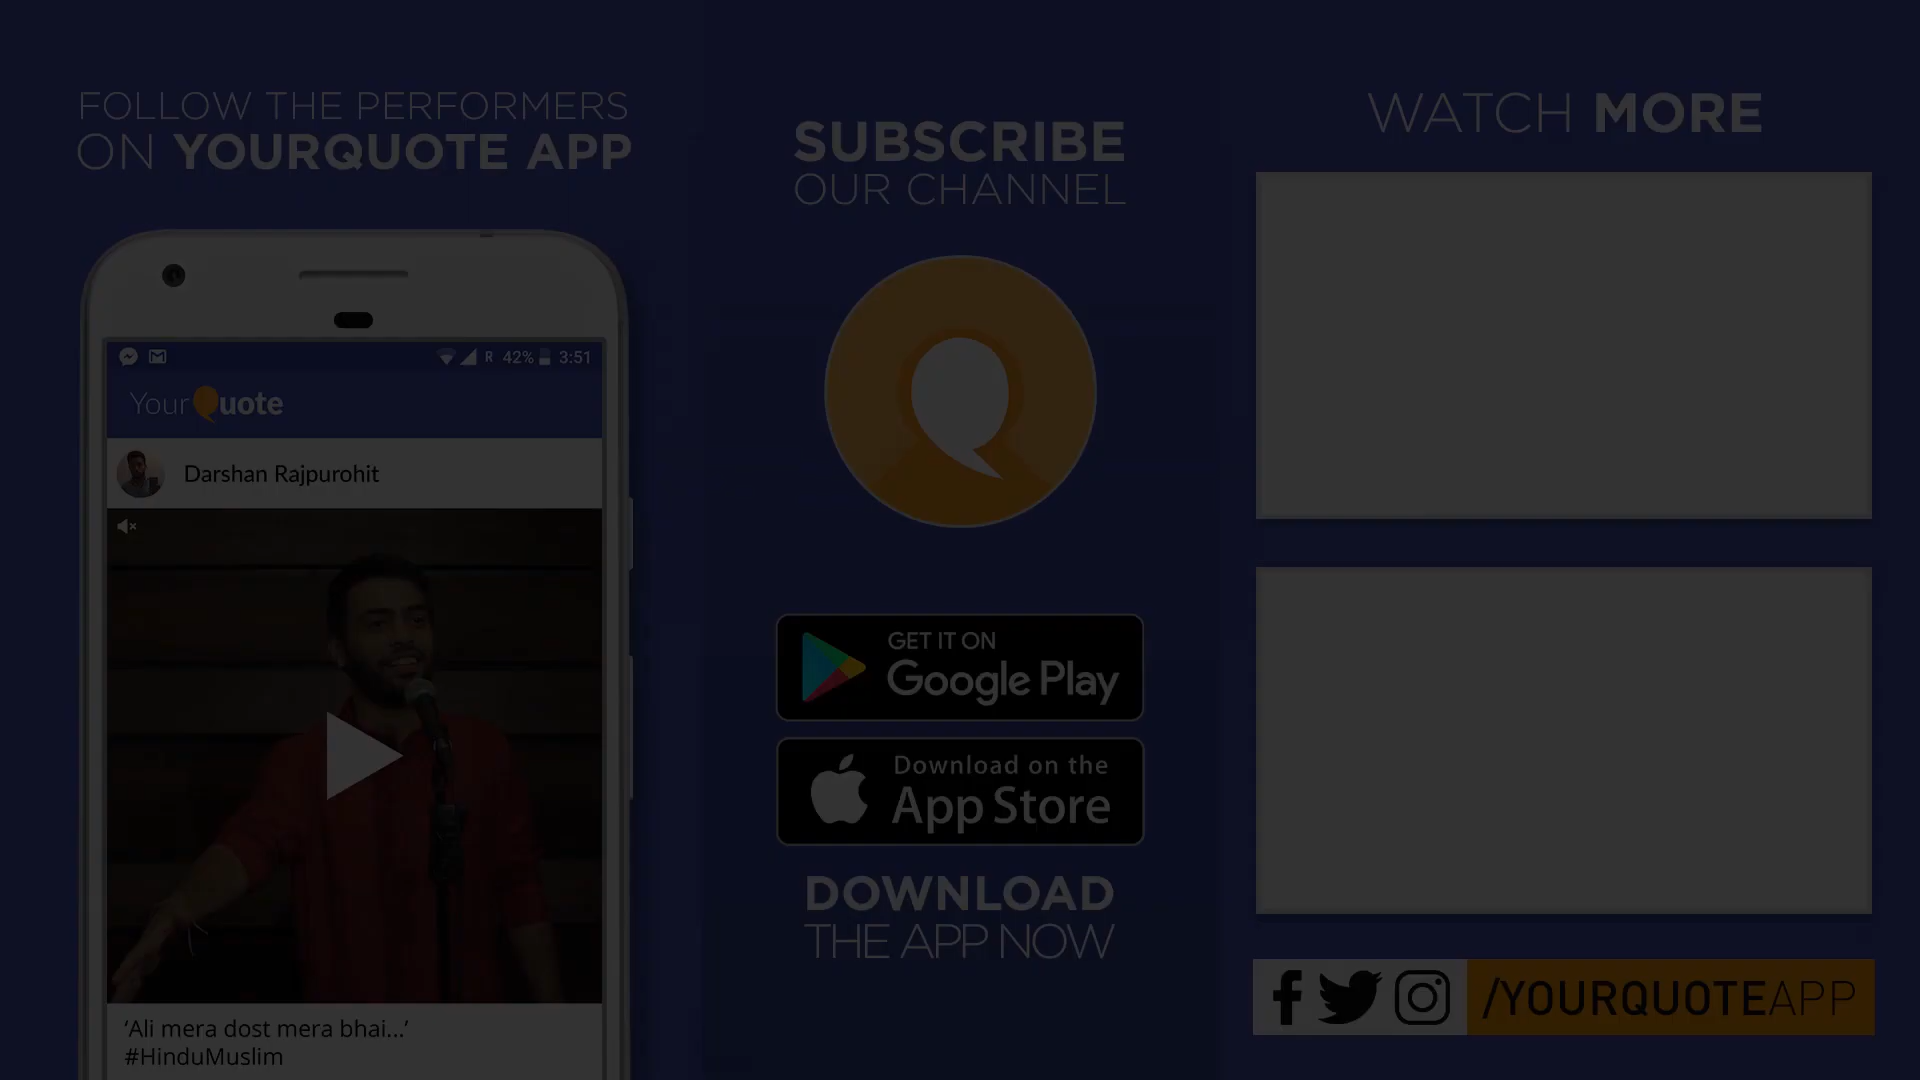 FOLLOW THE PERFORMERS
ON YOURQUOTE APP
R 42% 3:51
YourQuote
Darshan Rajpurohit
‘Ali mera dost mera bhai...’
#HinduMuslim
SUBSCRIBE
OUR CHANNEL
GET IT ON
Google Play
Download on the
App Store
DOWNLOAD
THE APP NOW
WATCH MORE
/YOURQUOTEAPP